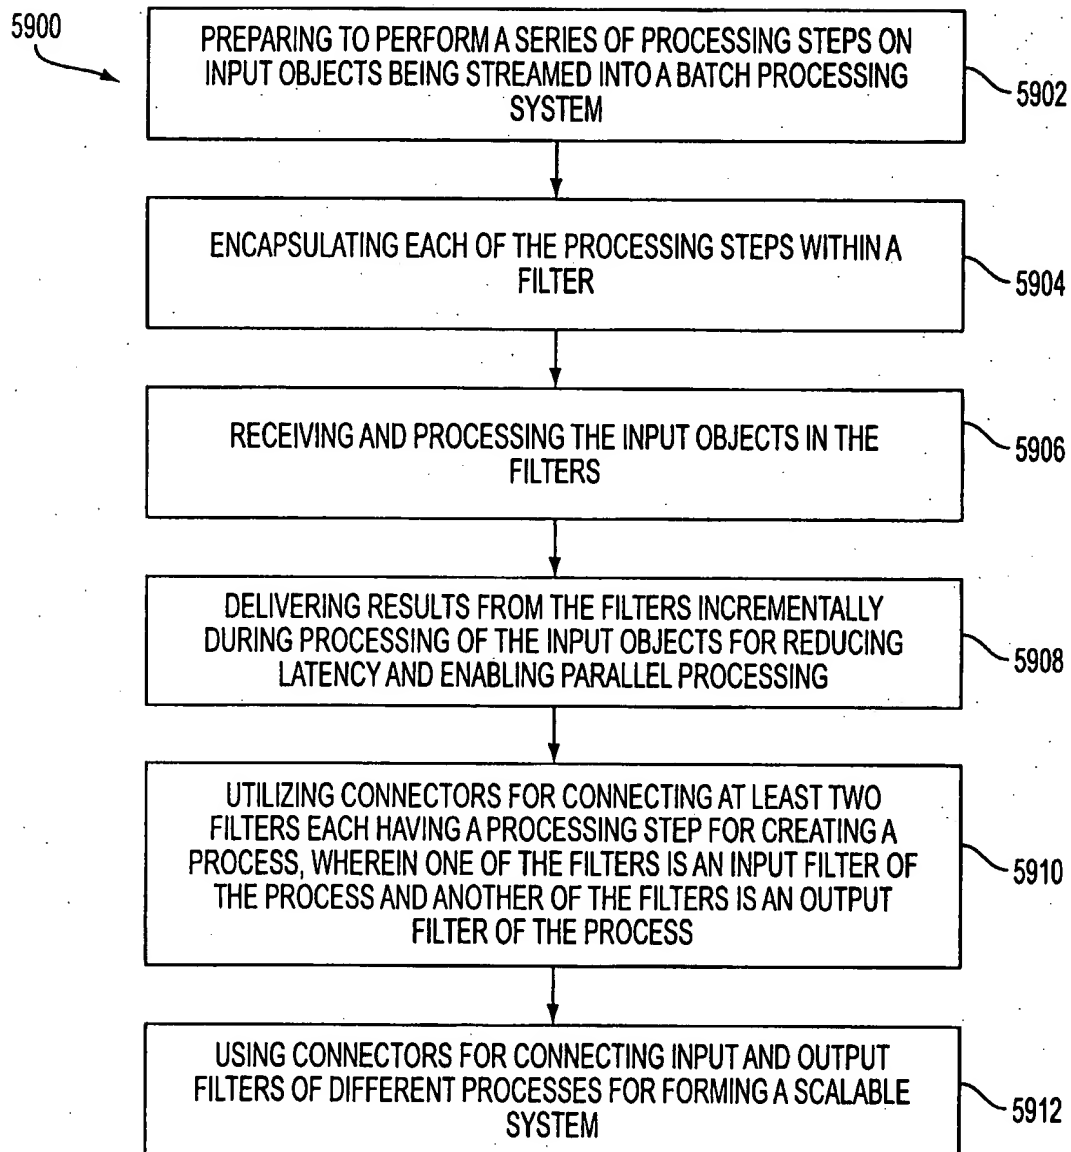 5900
PREPARING TO PERFORM A SERIES OF PROCESSING STEPS ON
INPUT OBJECTS BEING STREAMED INTO A BATCH PROCESSING
SYSTEM
5902
ENCAPSULATING EACH OF THE PROCESSING STEPS WITHIN A
FILTER
5904
RECEIVING AND PROCESSING THE INPUT OBJECTS IN THE
FILTERS
5906
DELIVERING RESULTS FROM THE FILTERS INCREMENTALLY
DURING PROCESSING OF THE INPUT OBJECTS FOR REDUCING
LATENCY AND ENABLING PARALLEL PROCESSING
5908
UTILIZING CONNECTORS FOR CONNECTING AT LEAST TWO
FILTERS EACH HAVING A PROCESSING STEP FOR CREATING A
PROCESS, WHEREIN ONE OF THE FILTERS IS AN INPUT FILTER OF
THE PROCESS AND ANOTHER OF THE FILTERS IS AN OUTPUT
FILTER OF THE PROCESS
5910
USING CONNECTORS FOR CONNECTING INPUT AND OUTPUT
FILTERS OF DIFFERENT PROCESSES FOR FORMING A SCALABLE
SYSTEM
5912